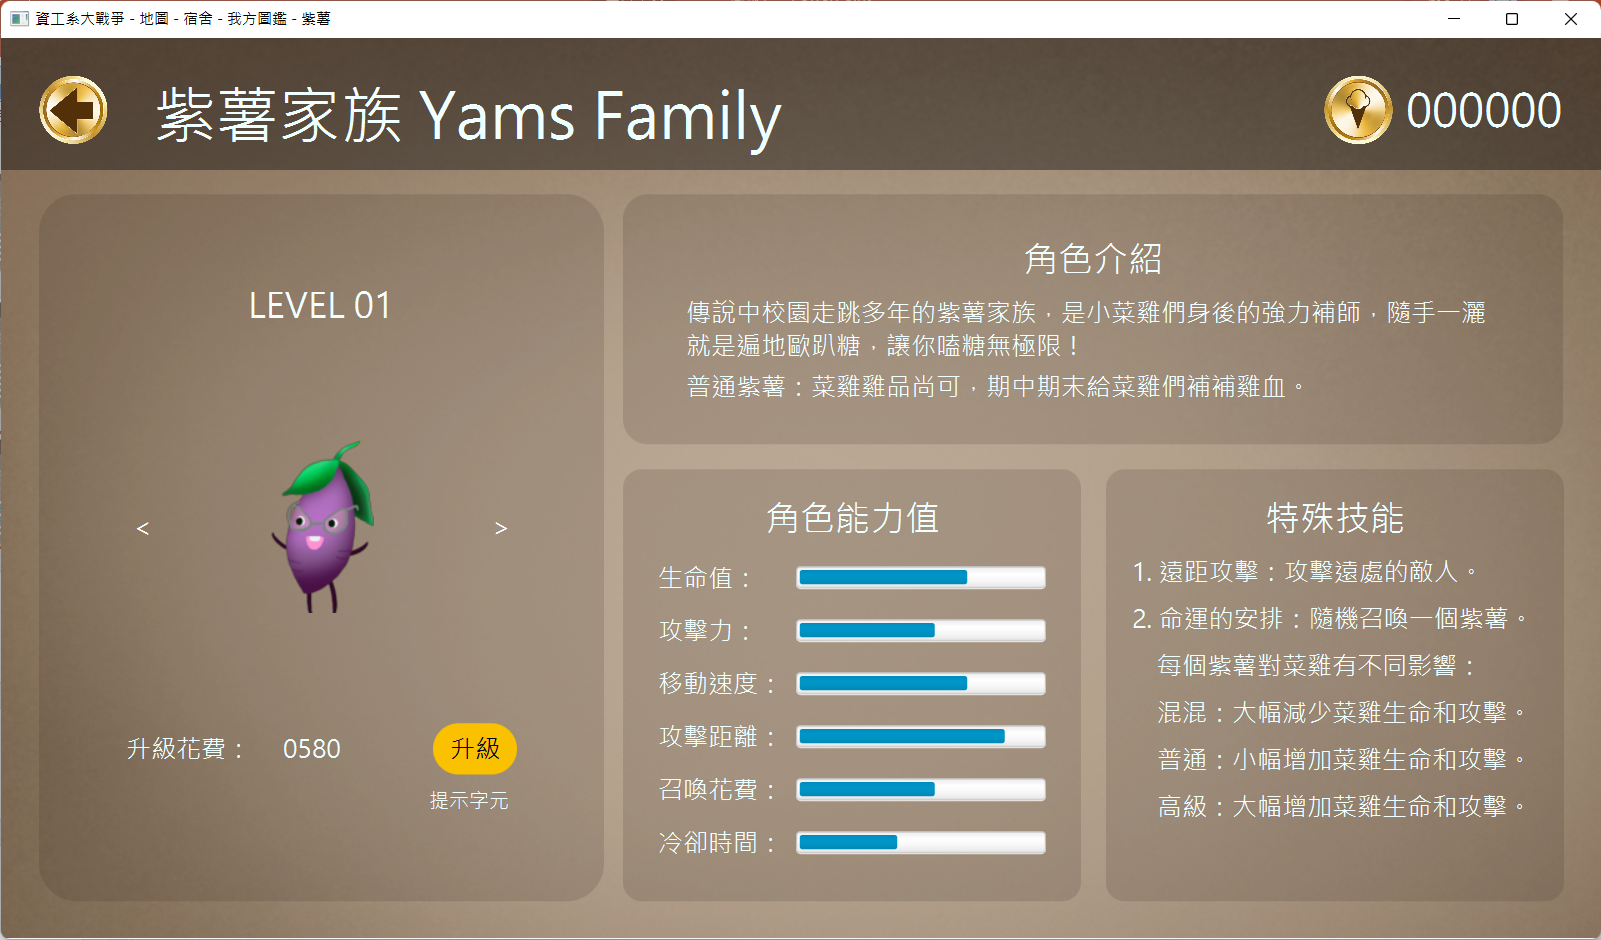 資工系大戰爭 - 地圖 - 宿舍 - 我方圖鑑 - 紫薯
紫薯家族 Yams Family
000000
LEVEL 01
<
>
升級花費：
0580
升級
提示字元
角色介紹
傳說中校園走跳多年的紫薯家族，是小菜雞們身後的強力補師，隨手一灑
就是遍地歐趴糖，讓你嗑糖無極限！
普通紫薯：菜雞雞品尚可，期中期末給菜雞們補補雞血。
角色能力值
生命值：
攻擊力：
移動速度：
攻擊距離：
召喚花費：
冷卻時間：
特殊技能
1. 遠距攻擊：攻擊遠處的敵人。
2. 命運的安排：隨機召喚一個紫薯。
每個紫薯對菜雞有不同影響：
混混：大幅減少菜雞生命和攻擊。
普通：小幅增加菜雞生命和攻擊。
高級：大幅增加菜雞生命和攻擊。